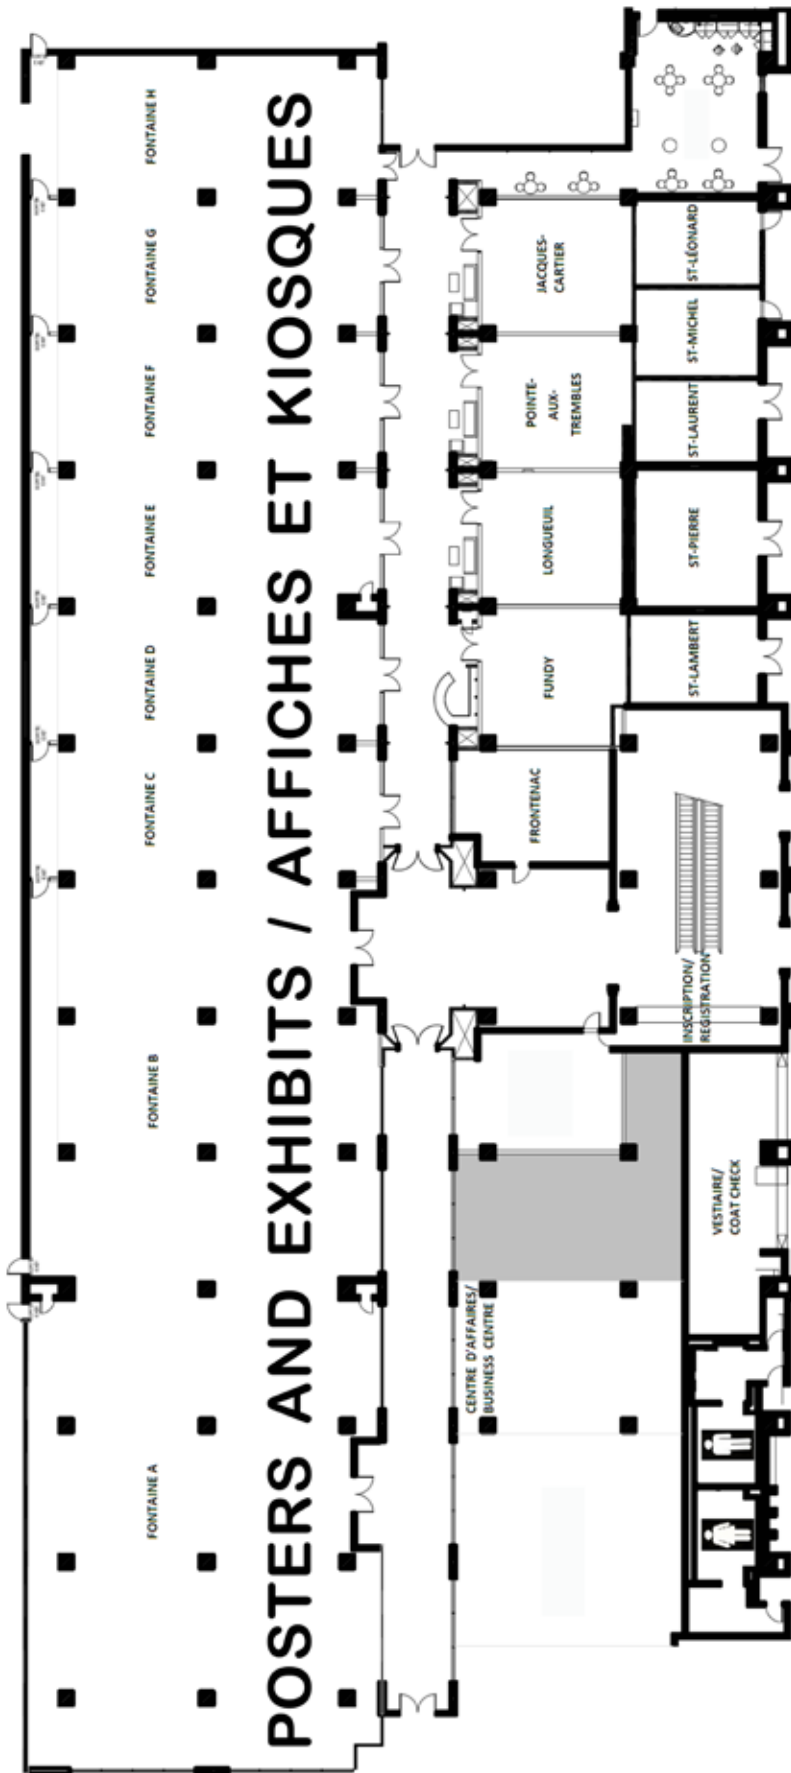 FONTAINE A
FONTAINE B
FONTAINE C
FONTAINE D
FONTAINE E
FONTAINE F
FONTAINE G
FONTAINE H
POSTERS AND EXHIBITS / AFFICHES ET KIOSQUES
CENTRE D'AFFAIRES/
BUSINESS CENTRE
FRONTENAC
FUNDY
LONGUEUIL
POINTE-
AUX-
TREMBLES
JACQUES-
CARTIER
VESTIAIRE/
COAT CHECK
INSCRIPTION/
REGISTRATION
ST-LAMBERT
ST-PIERRE
ST-LAURENT
ST-MICHEL
ST-LÉONARD